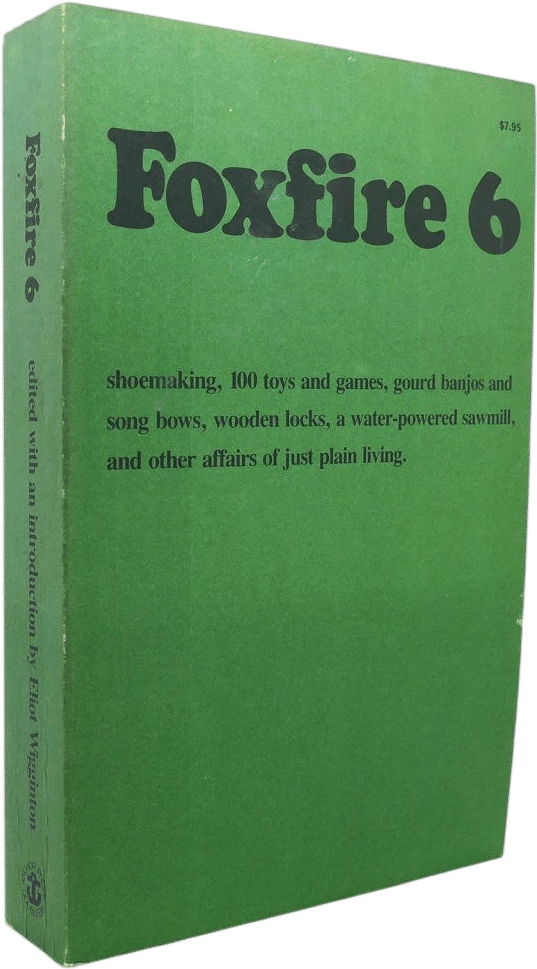 $7.95
Foxfire 6
shoemaking, 100 toys and games, gourd banjos and
song bows, wooden locks, a water-powered sawmill,
and other affairs of just plain living.
Foxfire 6 edited with an introduction by Eliot Wigginton